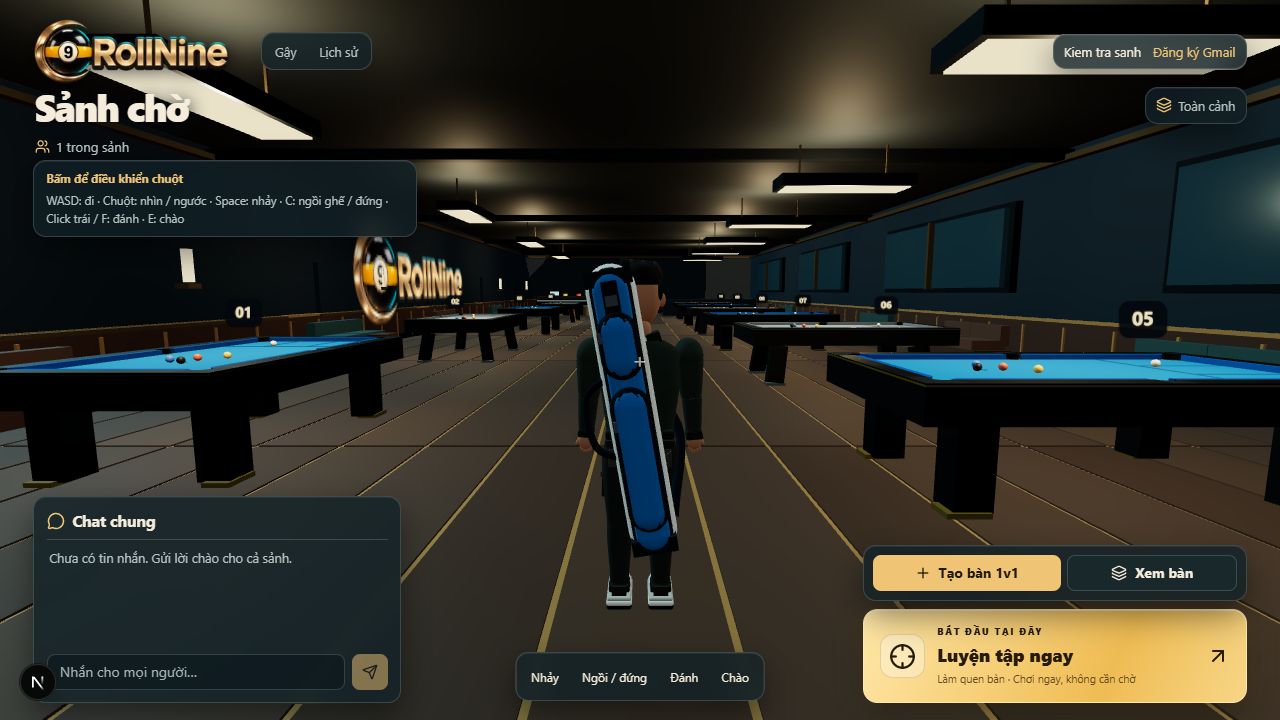 9 RollNine
Gậy Lịch sử
Kiem tra sanh Đăng ký Gmail
Sảnh chờ
Toàn cảnh
1 trong sảnh
Bấm để điều khiển chuột
WASD: đi · Chuột: nhìn / ngước · Space: nhảy · C: ngồi ghế / đứng ·
Click trái / F: đánh · E: chào
9 RollNine
01
02
07
06
05
Chat chung
Chưa có tin nhắn. Gửi lời chào cho cả sảnh.
Nhắn cho mọi người...
N
Nhảy Ngồi / đứng Đánh Chào
Tạo bàn 1v1
Xem bàn
BẮT ĐẦU TẠI ĐÂY
Luyện tập ngay
Làm quen bàn · Chơi ngay, không cần chờ